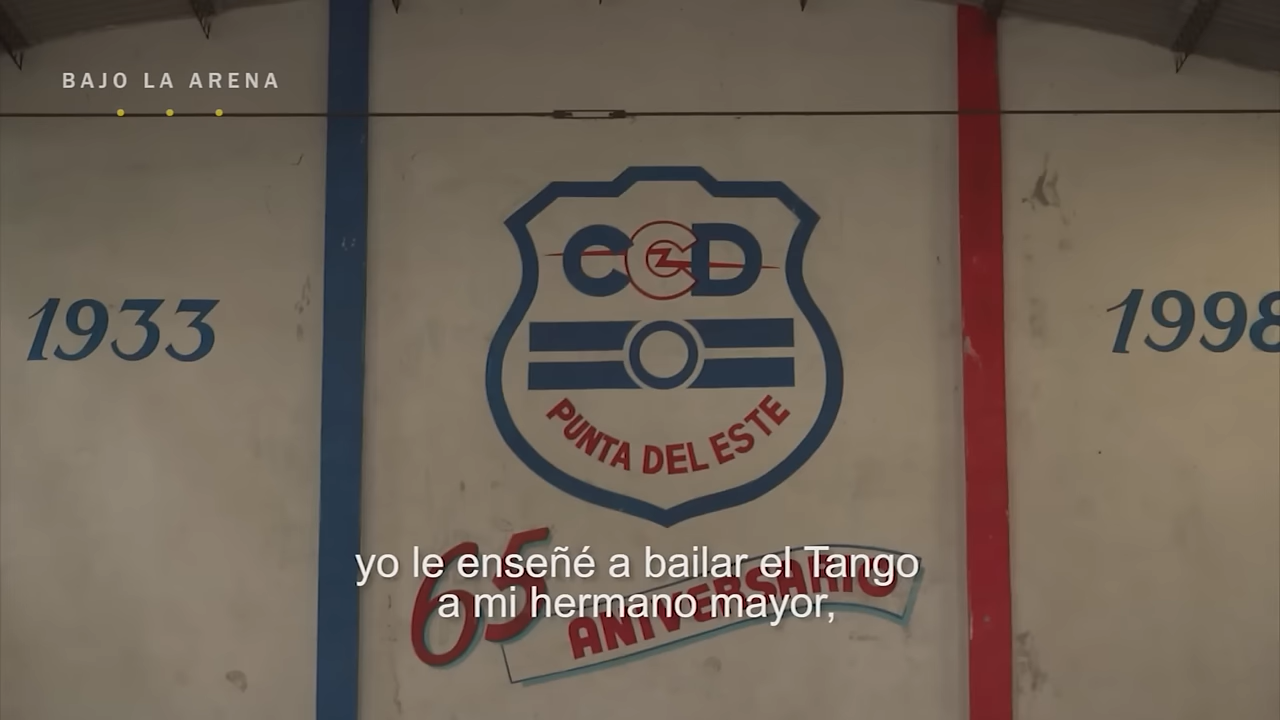 BAJO LA ARENA
1933
CCD
1998
PUNTA DEL ESTE
65
ANIVERSARIO
yo le enseñé a bailar el Tango
a mi hermano mayor,